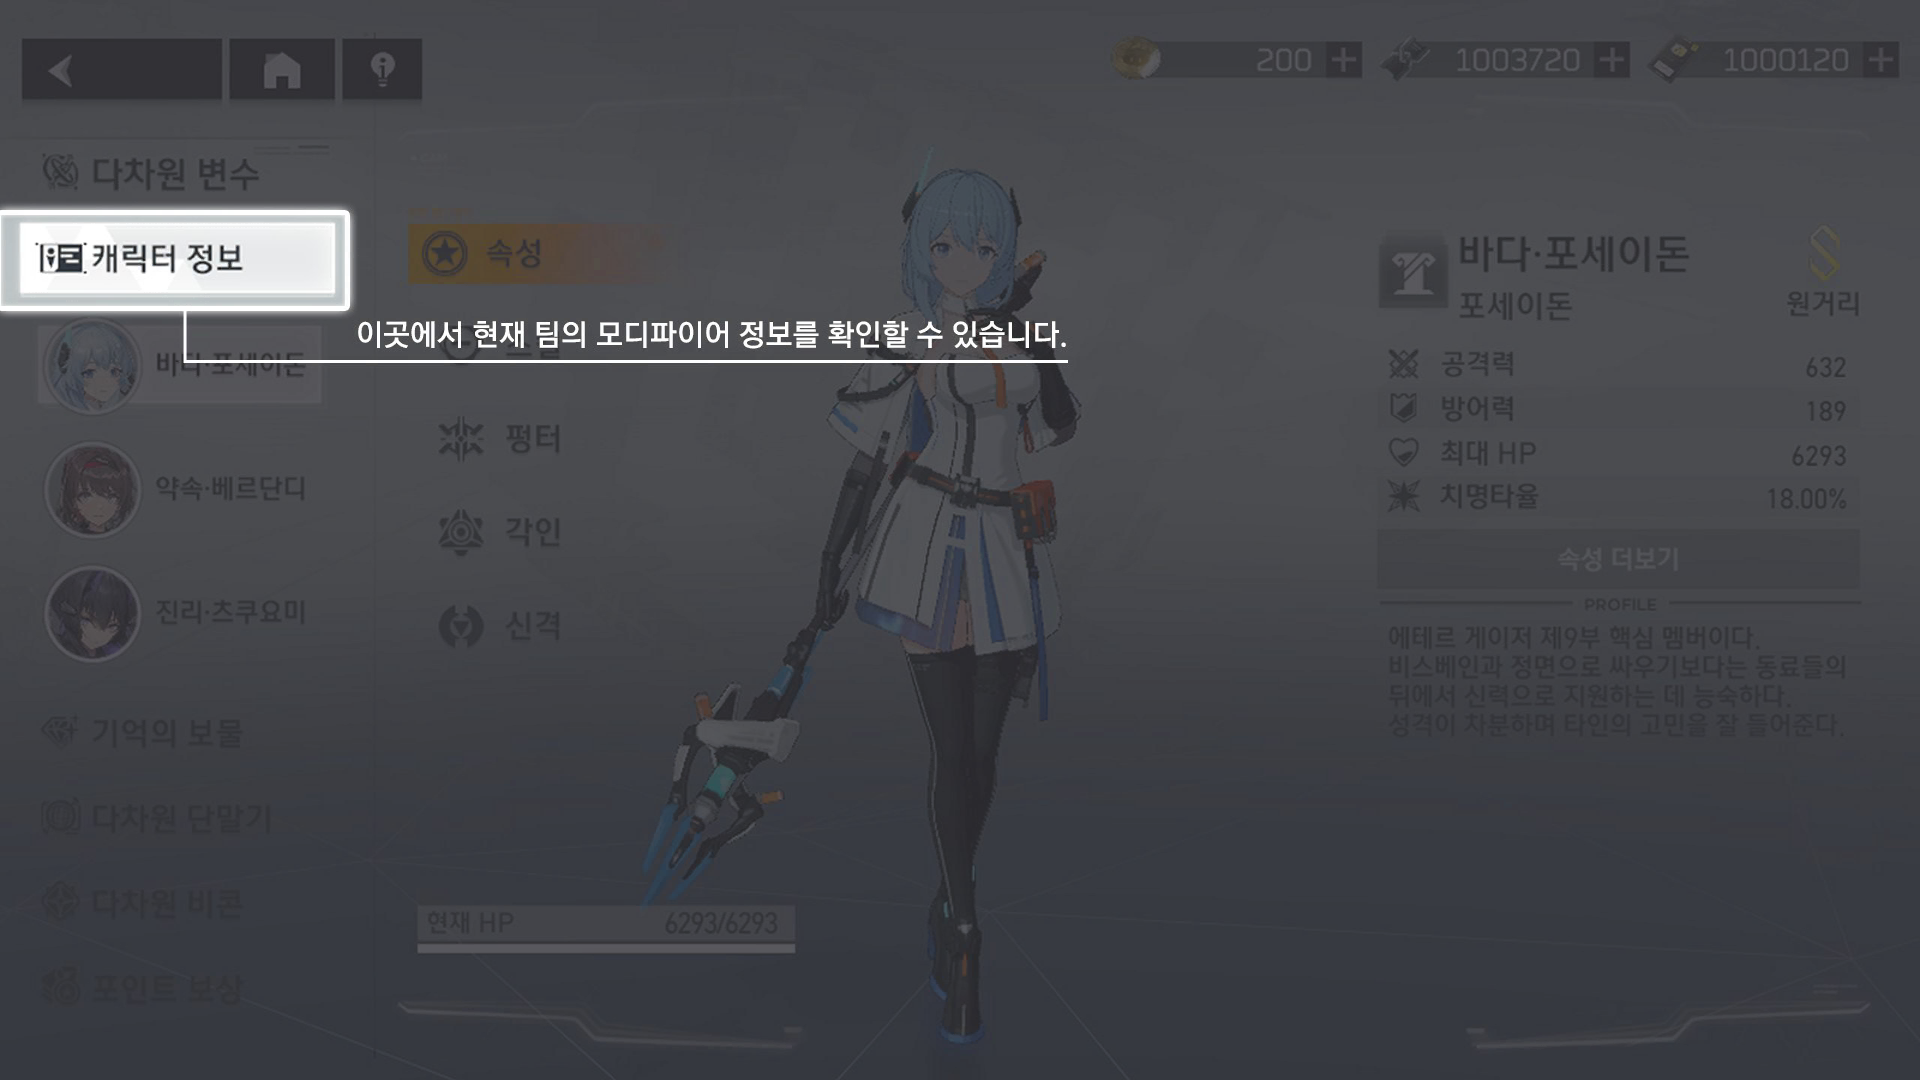 200
1003720
1000120
다차원 변수
캐릭터 정보
이곳에서 현재 팀의 모디파이어 정보를 확인할 수 있습니다.
바다·포세이돈
약속·베르단디
진리·츠쿠요미
기억의 보물
다차원 단말기
다차원 비콘
포인트 보상
속성
스킬
펑터
각인
신격
현재 HP 6293/6293
바다·포세이돈
S
포세이돈
원거리
공격력 632
방어력 189
최대 HP 6293
치명타율 18.00%
속성 더보기
PROFILE
에테르 게이저 제9부 핵심 멤버이다.
비스베인과 정면으로 싸우기보다는 동료들의
뒤에서 신력으로 지원하는 데 능숙하다.
성격이 차분하며 타인의 고민을 잘 들어준다.